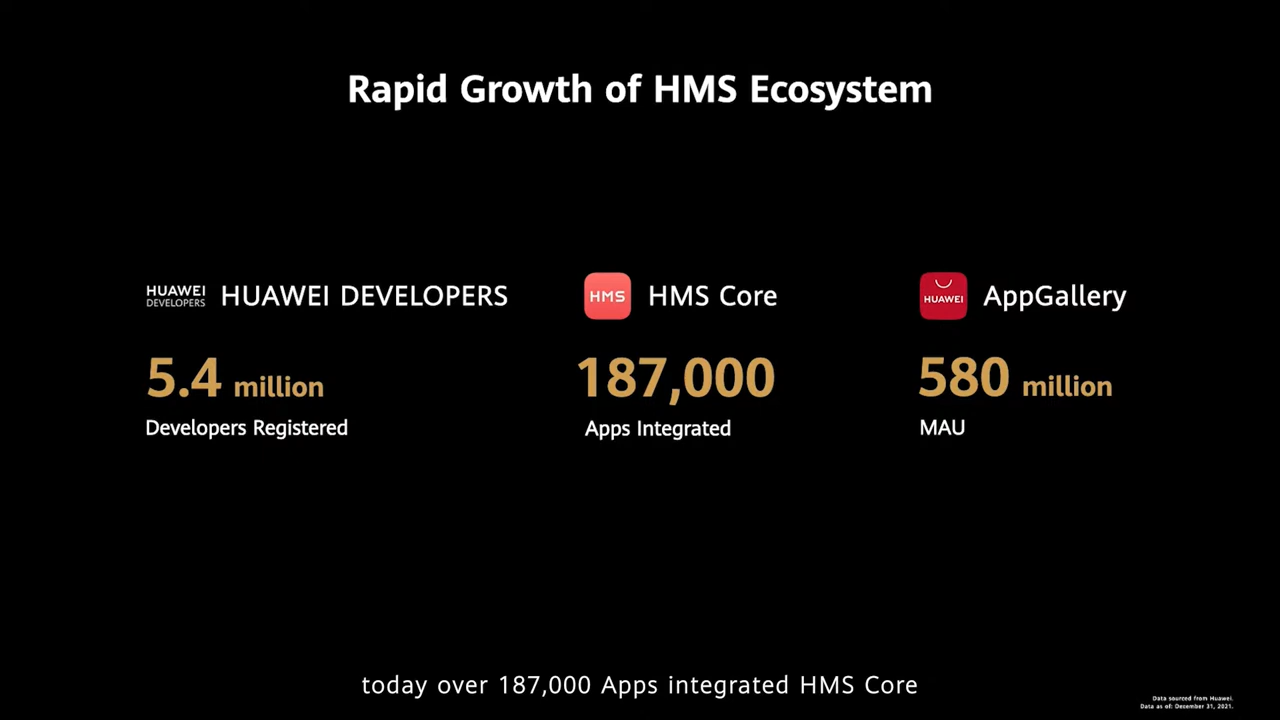 Rapid Growth of HMS Ecosystem
HUAWEI
DEVELOPERS
HUAWEI DEVELOPERS
5.4 million
Developers Registered
HMS
HMS Core
187,000
Apps Integrated
HUAWEI
AppGallery
580 million
MAU
today over 187,000 Apps integrated HMS Core
Data sourced from Huawei.
Data as of: December 31, 2021.